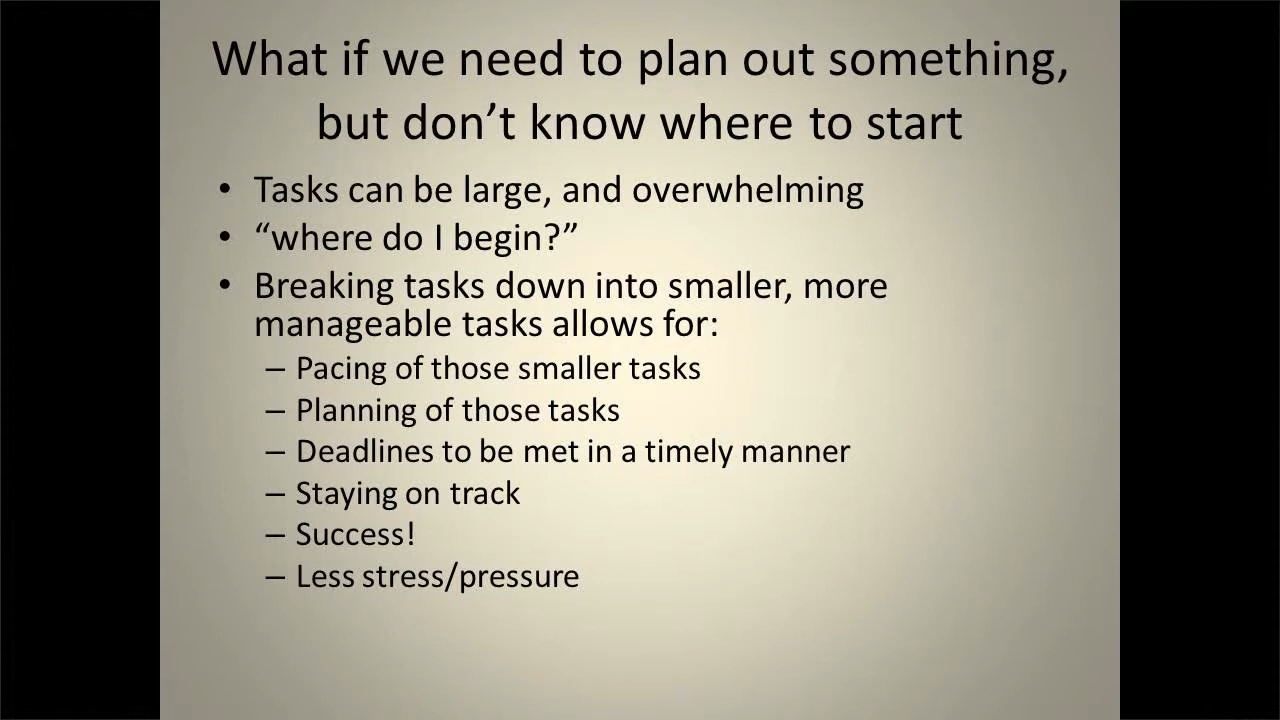 What if we need to plan out something,
but don’t know where to start
• Tasks can be large, and overwhelming
• “where do I begin?”
• Breaking tasks down into smaller, more
manageable tasks allows for:
– Pacing of those smaller tasks
– Planning of those tasks
– Deadlines to be met in a timely manner
– Staying on track
– Success!
– Less stress/pressure